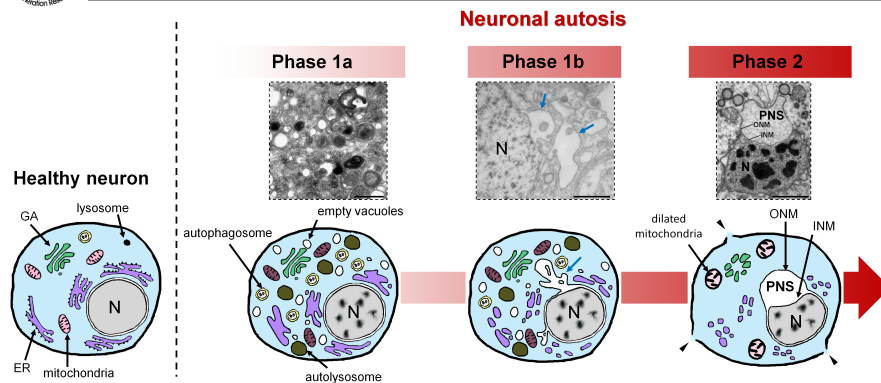 Neuronal autosis
Phase 1a
Phase 1b
Phase 2
PNS
ONM
INM
N
N
Healthy neuron
GA
lysosome
N
ER
mitochondria
autophagosome
empty vacuoles
N
autolysosome
N
dilated
mitochondria
ONM
INM
PNS
N